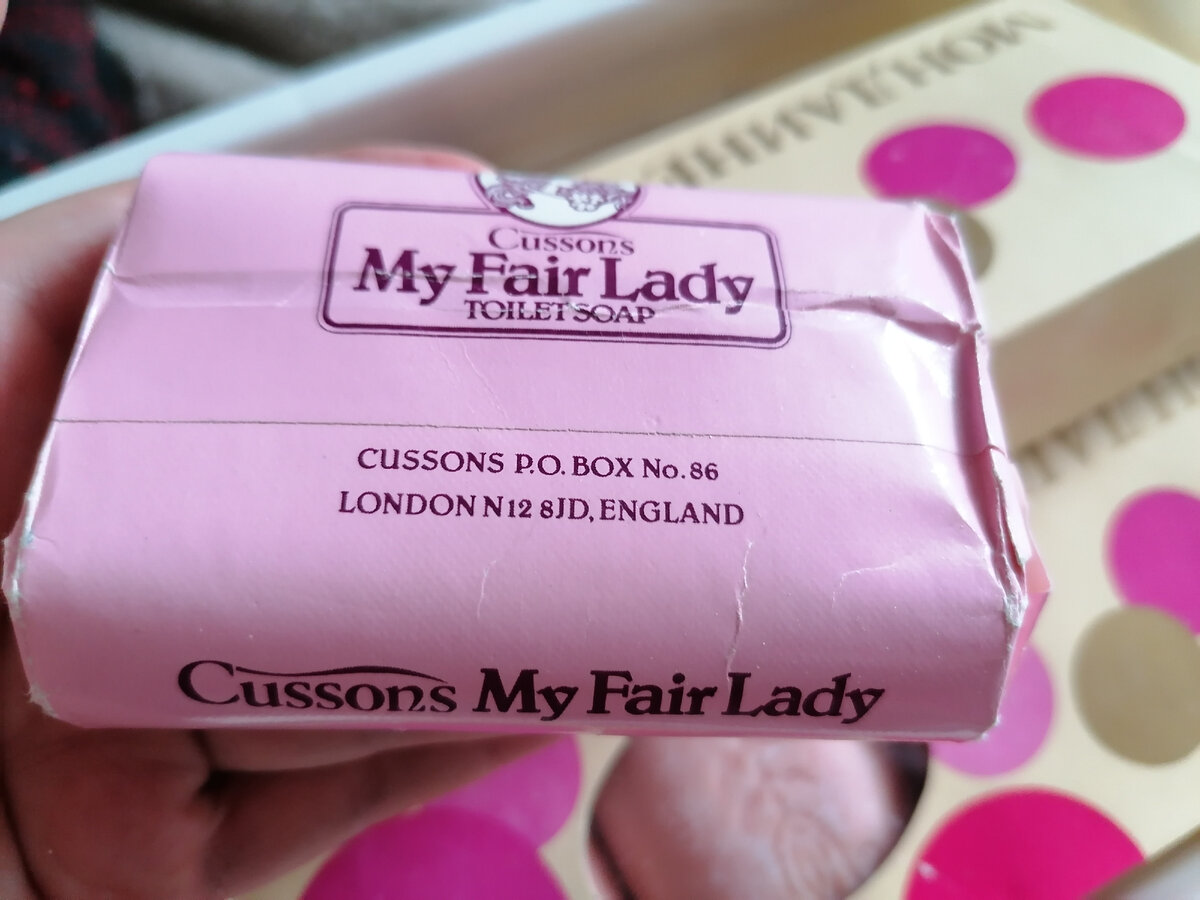 Cussons
My Fair Lady
TOILET SOAP
CUSSONS P.O. BOX No. 86
LONDON N12 8JD, ENGLAND
Cussons My Fair Lady